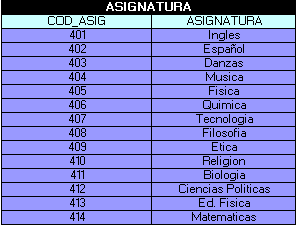 ASIGNATURA
COD_ASIG ASIGNATURA
401 Ingles
402 Español
403 Danzas
404 Musica
405 Fisica
406 Quimica
407 Tecnologia
408 Filosofia
409 Etica
410 Religion
411 Biologia
412 Ciencias Politicas
413 Ed. Fisica
414 Matematicas